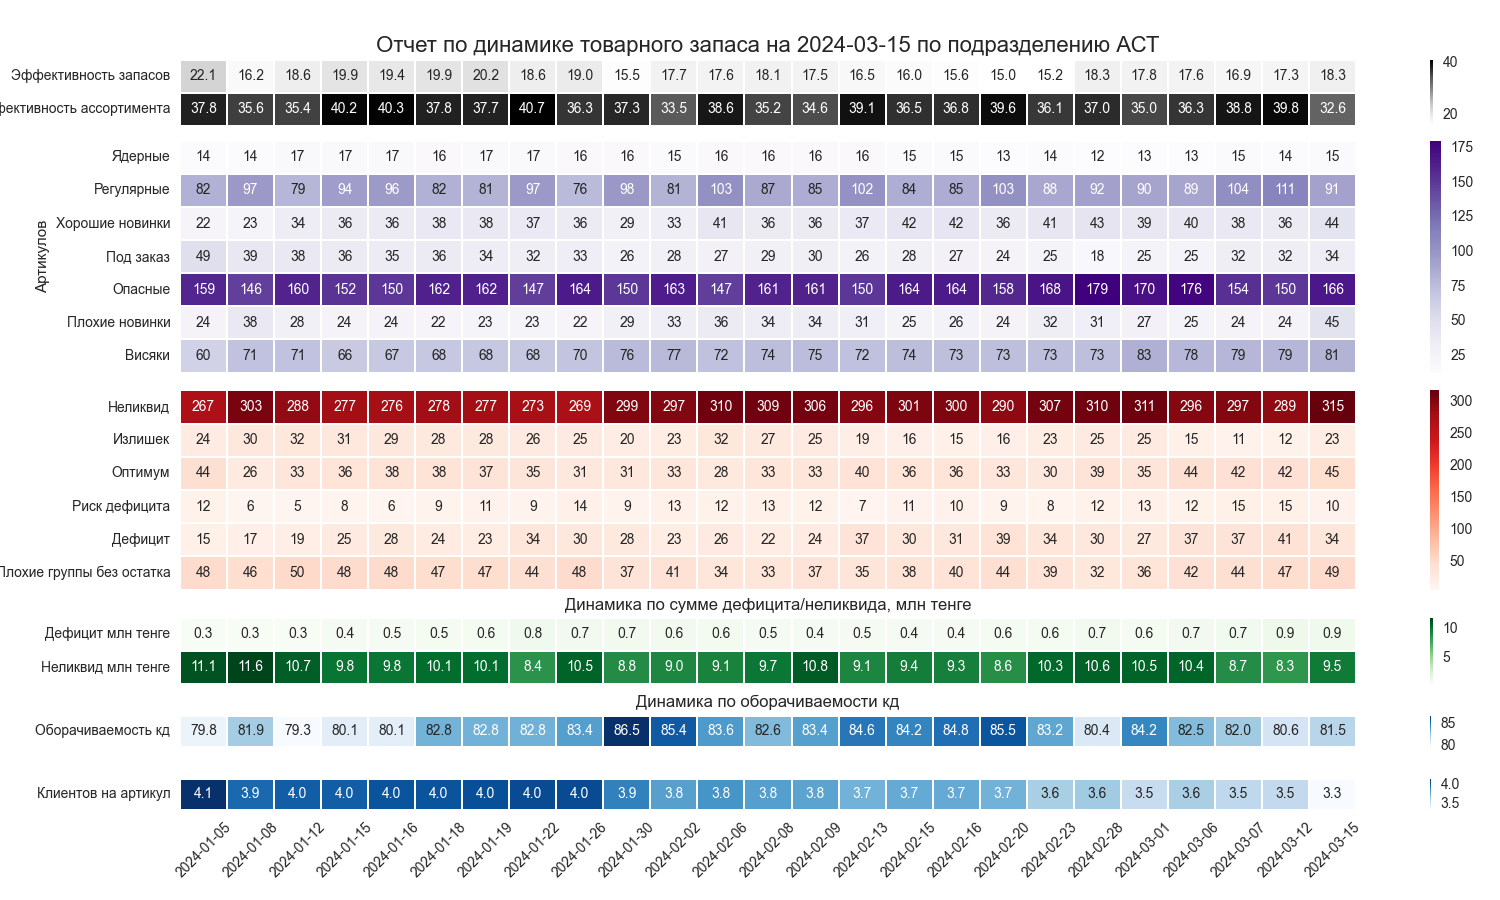 Отчет по динамике товарного запаса на 2024-03-15 по подразделению АСТ
Эффективность запасов 22.1 16.2 18.6 19.9 19.4 19.9 20.2 18.6 19.0 15.5 17.7 17.6 18.1 17.5 16.5 16.0 15.6 15.0 15.2 18.3 17.8 17.6 16.9 17.3 18.3
фективность ассортимента 37.8 35.6 35.4 40.2 40.3 37.8 37.7 40.7 36.3 37.3 33.5 38.6 35.2 34.6 39.1 36.5 36.8 39.6 36.1 37.0 35.0 36.3 38.8 39.8 32.6
40
20
Артикулов
Ядерные 14 14 17 17 17 16 17 17 16 16 15 16 16 16 16 15 15 13 14 12 13 13 15 14 15
Регулярные 82 97 79 94 96 82 81 97 76 98 81 103 87 85 102 84 85 103 88 92 90 89 104 111 91
Хорошие новинки 22 23 34 36 36 38 38 37 36 29 33 41 36 36 37 42 42 36 41 43 39 40 38 36 44
Под заказ 49 39 38 36 35 36 34 32 33 26 28 27 29 30 26 28 27 24 25 18 25 25 32 32 34
Опасные 159 146 160 152 150 162 162 147 164 150 163 147 161 161 150 164 164 158 168 179 170 176 154 150 166
Плохие новинки 24 38 28 24 24 22 23 23 22 29 33 36 34 34 31 25 26 24 32 31 27 25 24 24 45
Висяки 60 71 71 66 67 68 68 68 70 76 77 72 74 75 72 74 73 73 73 73 83 78 79 79 81
175
150
125
100
75
50
25
Неликвид 267 303 288 277 276 278 277 273 269 299 297 310 309 306 296 301 300 290 307 310 311 296 297 289 315
Излишек 24 30 32 31 29 28 28 26 25 20 23 32 27 25 19 16 15 16 23 25 25 15 11 12 23
Оптимум 44 26 33 36 38 38 37 35 31 31 33 28 33 33 40 36 36 33 30 39 35 44 42 42 45
Риск дефицита 12 6 5 8 6 9 11 9 14 9 13 12 13 12 7 11 10 9 8 12 13 12 15 15 10
Дефицит 15 17 19 25 28 24 23 34 30 28 23 26 22 24 37 30 31 39 34 30 27 37 37 41 34
Плохие группы без остатка 48 46 50 48 48 47 47 44 48 37 41 34 33 37 35 38 40 44 39 32 36 42 44 47 49
300
250
200
150
100
50
Динамика по сумме дефицита/неликвида, млн тенге
Дефицит млн тенге 0.3 0.3 0.3 0.4 0.5 0.5 0.6 0.8 0.7 0.7 0.6 0.6 0.5 0.4 0.5 0.4 0.4 0.6 0.6 0.7 0.6 0.7 0.7 0.9 0.9
Неликвид млн тенге 11.1 11.6 10.7 9.8 9.8 10.1 10.1 8.4 10.5 8.8 9.0 9.1 9.7 10.8 9.1 9.4 9.3 8.6 10.3 10.6 10.5 10.4 8.7 8.3 9.5
10
5
Динамика по оборачиваемости кд
Оборачиваемость кд 79.8 81.9 79.3 80.1 80.1 82.8 82.8 82.8 83.4 86.5 85.4 83.6 82.6 83.4 84.6 84.2 84.8 85.5 83.2 80.4 84.2 82.5 82.0 80.6 81.5
85
80
Клиентов на артикул 4.1 3.9 4.0 4.0 4.0 4.0 4.0 4.0 4.0 3.9 3.8 3.8 3.8 3.8 3.7 3.7 3.7 3.7 3.6 3.6 3.5 3.6 3.5 3.5 3.3
4.0
3.5
2024-01-05 2024-01-08 2024-01-12 2024-01-15 2024-01-16 2024-01-18 2024-01-19 2024-01-22 2024-01-26 2024-01-30 2024-02-02 2024-02-06 2024-02-08 2024-02-09 2024-02-13 2024-02-15 2024-02-16 2024-02-20 2024-02-23 2024-02-28 2024-03-01 2024-03-06 2024-03-07 2024-03-12 2024-03-15